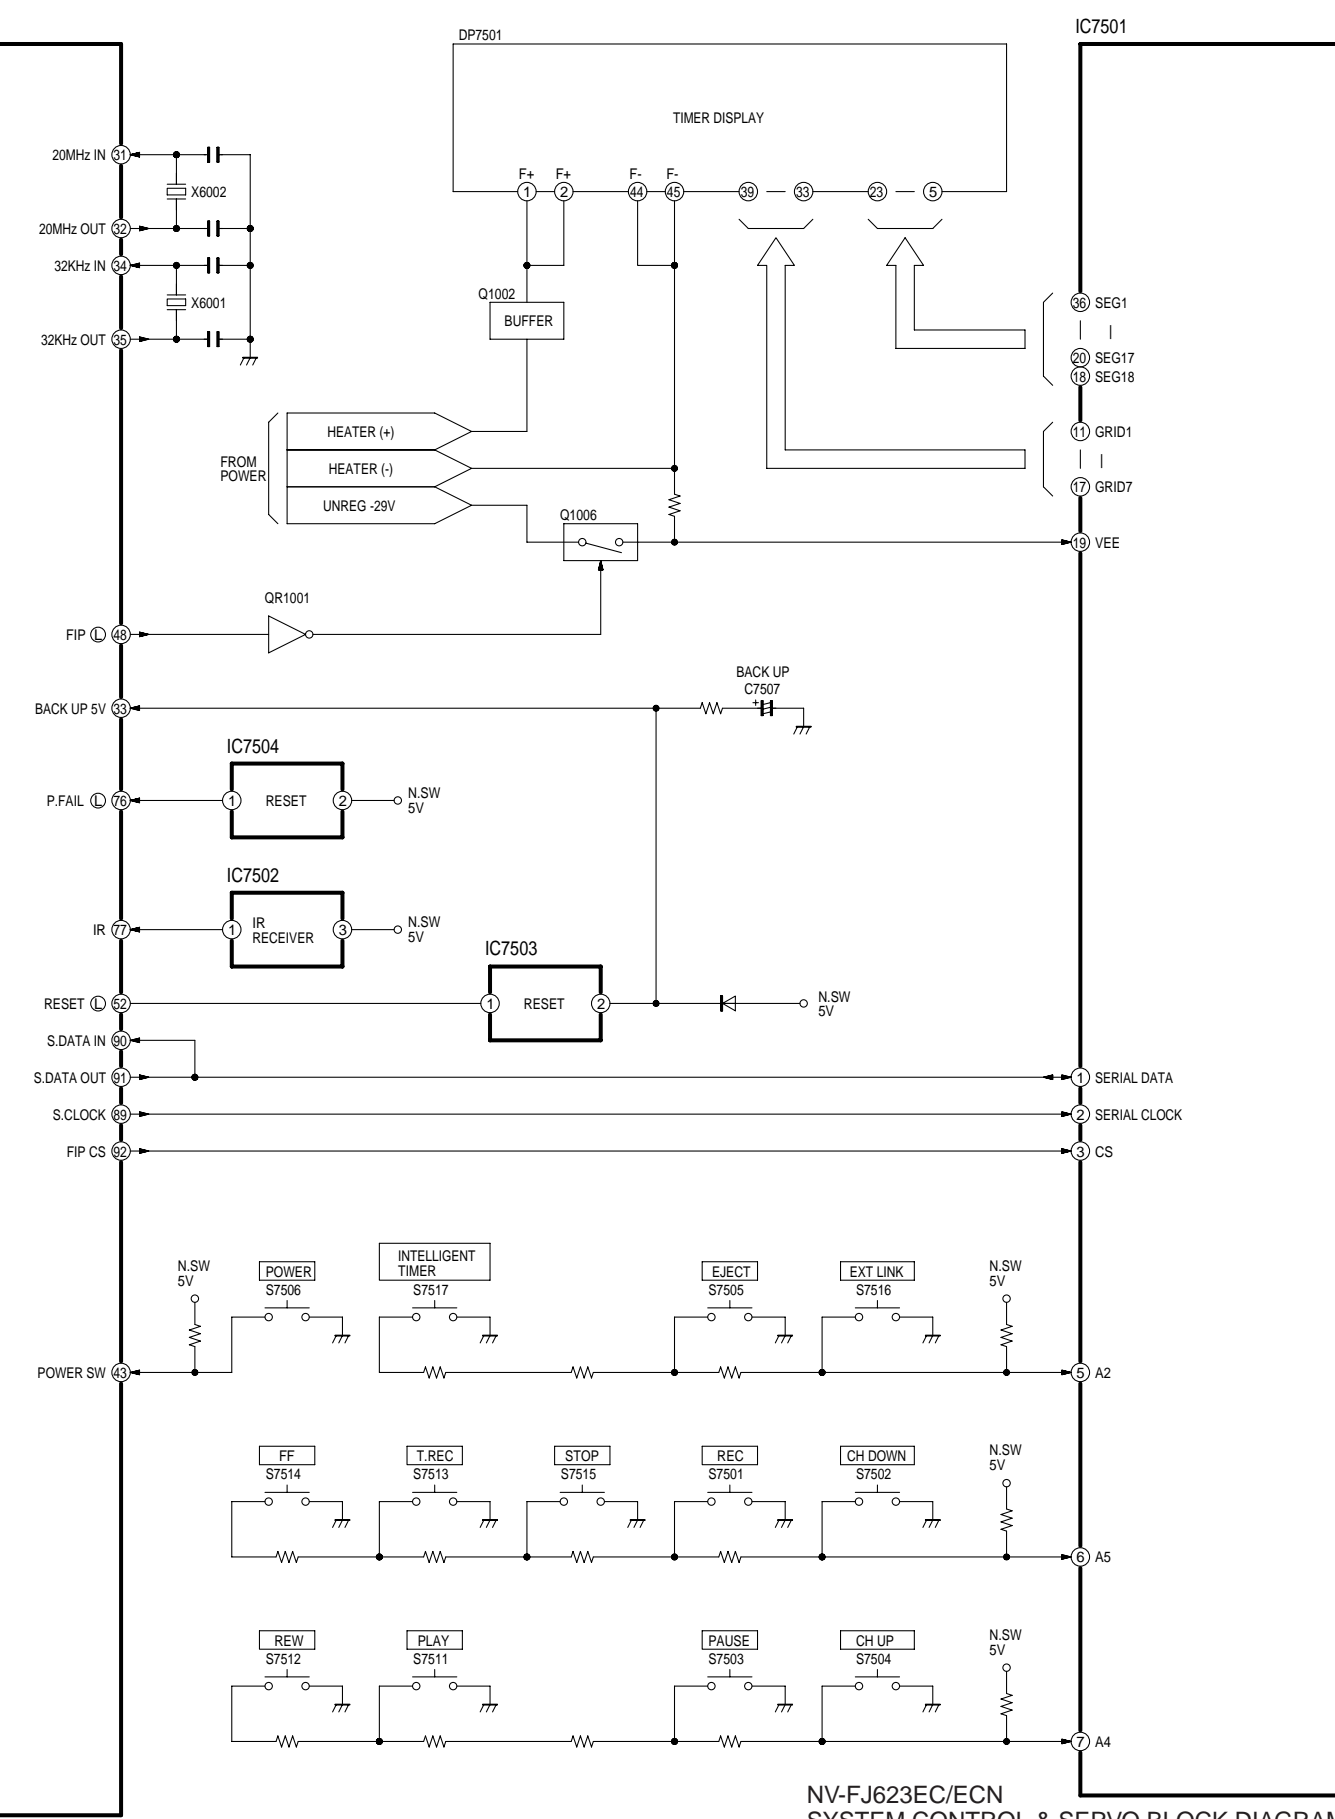 IC7501
DP7501
TIMER DISPLAY
20MHz IN 31
X6002
F+ F+ F- F-
1 2 44 45 39 — 33 23 — 5
20MHz OUT 32
32KHz IN 34
X6001
32KHz OUT 35
Q1002
BUFFER
36 SEG1
20 SEG17
18 SEG18
HEATER (+)
11 GRID1
FROM
POWER
HEATER (-)
17 GRID7
UNREG -29V
Q1006
19 VEE
QR1001
FIP L 48
BACK UP
C7507
+
BACK UP 5V 33
IC7504
P.FAIL L 76
1 RESET 2
N.SW
5V
IC7502
IR 77
1 IR
RECEIVER 3
N.SW
5V
IC7503
RESET L 52
1 RESET 2
N.SW
5V
S.DATA IN 90
S.DATA OUT 91
1 SERIAL DATA
S.CLOCK 89
2 SERIAL CLOCK
FIP CS 92
3 CS
N.SW
5V
POWER
S7506
INTELLIGENT
TIMER
S7517
EJECT
S7505
EXT LINK
S7516
N.SW
5V
POWER SW 43
5 A2
FF
S7514
T.REC
S7513
STOP
S7515
REC
S7501
CH DOWN
S7502
N.SW
5V
6 A5
REW
S7512
PLAY
S7511
PAUSE
S7503
CH UP
S7504
N.SW
5V
7 A4
NV-FJ623EC/ECN
SYSTEM CONTROL & SERVO BLOCK DIAGRAM